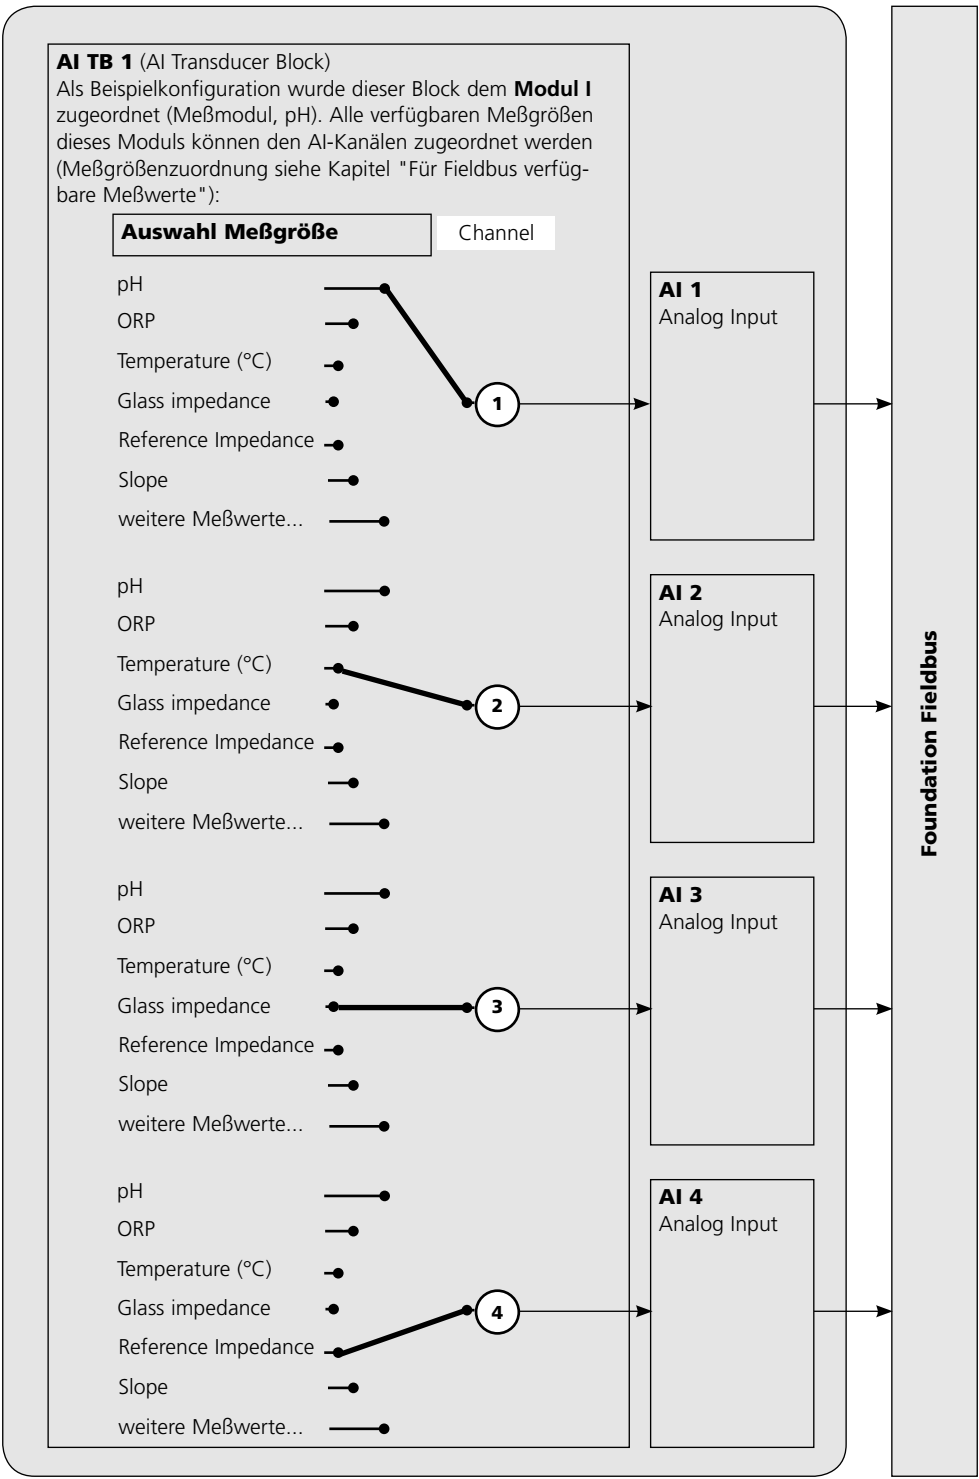 AI TB 1 (AI Transducer Block)
Als Beispielkonfiguration wurde dieser Block dem Modul I
zugeordnet (Meßmodul, pH). Alle verfügbaren Meßgrößen
dieses Moduls können den AI-Kanälen zugeordnet werden
(Meßgrößenzuordnung siehe Kapitel "Für Fieldbus verfüg-
bare Meßwerte"):
Auswahl Meßgröße
Channel
pH
ORP
Temperature (°C)
Glass impedance
Reference Impedance
Slope
weitere Meßwerte...
1
AI 1
Analog Input
pH
ORP
Temperature (°C)
Glass impedance
Reference Impedance
Slope
weitere Meßwerte...
2
AI 2
Analog Input
pH
ORP
Temperature (°C)
Glass impedance
Reference Impedance
Slope
weitere Meßwerte...
3
AI 3
Analog Input
pH
ORP
Temperature (°C)
Glass impedance
Reference Impedance
Slope
weitere Meßwerte...
4
AI 4
Analog Input
Foundation Fieldbus